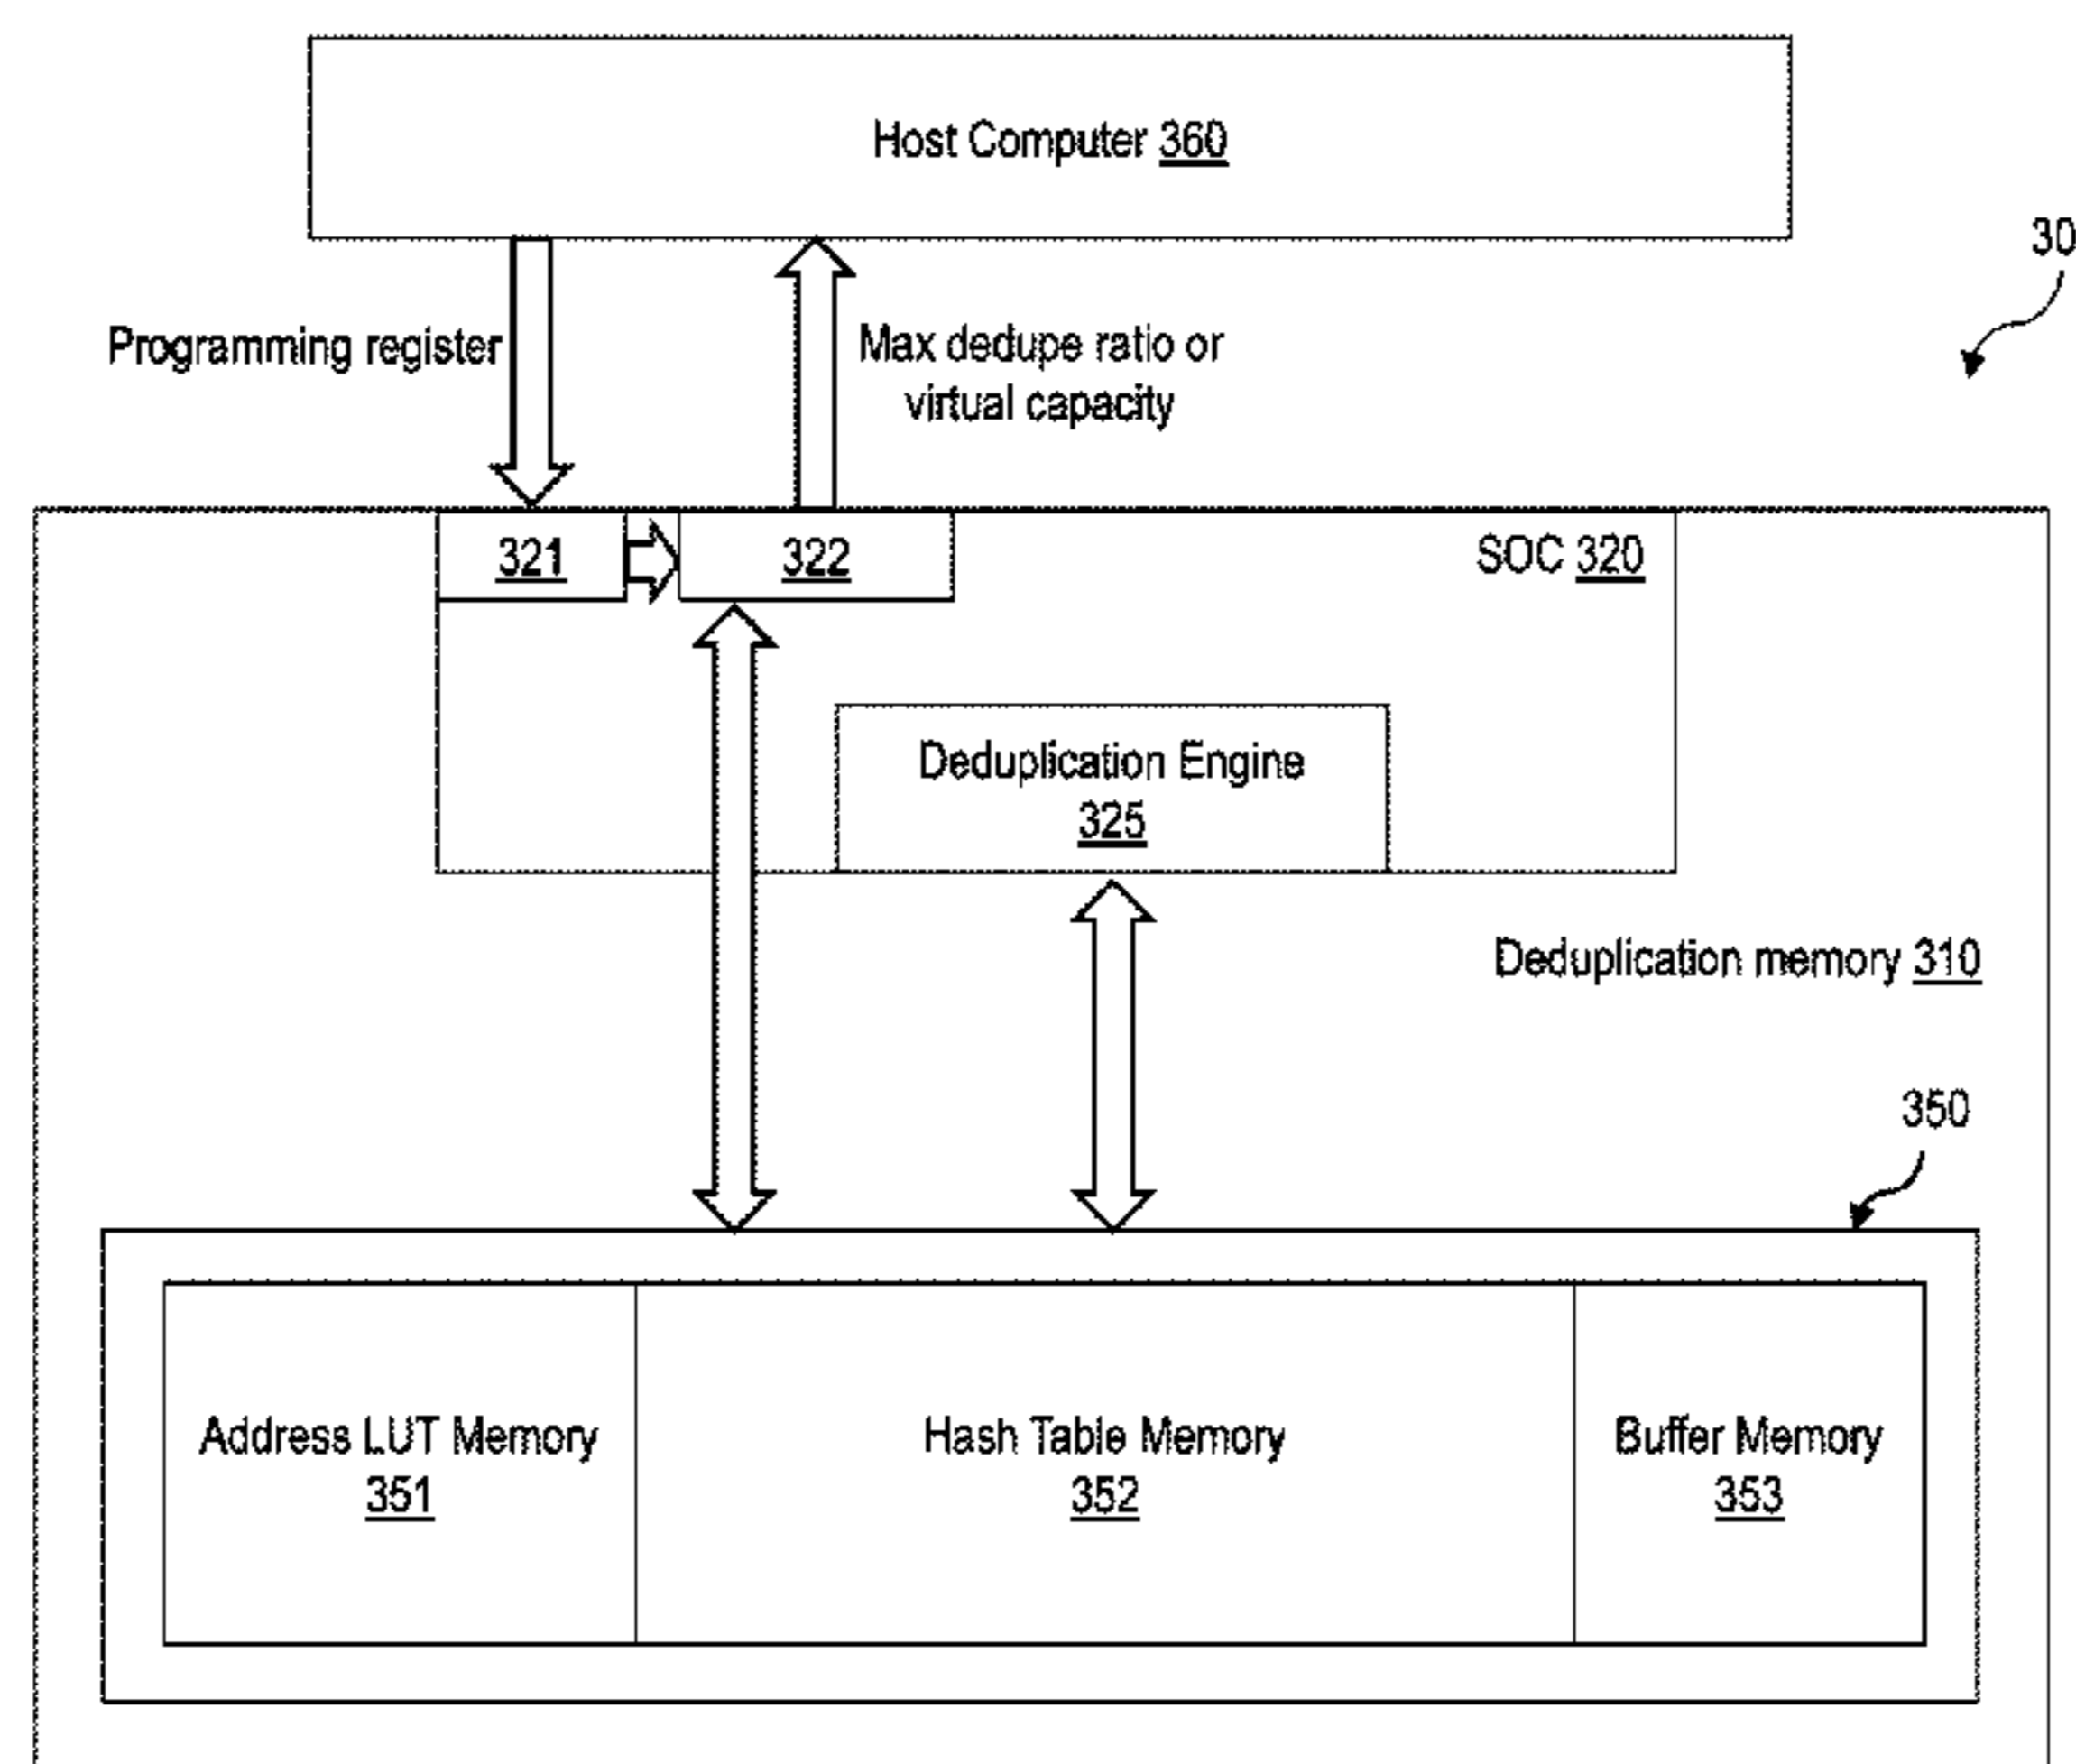 Host Computer 360
30
Programming register
Max dedupe ratio or
virtual capacity
321
322
SOC 320
Deduplication Engine
325
Deduplication memory 310
350
Address LUT Memory
351
Hash Table Memory
352
Buffer Memory
353